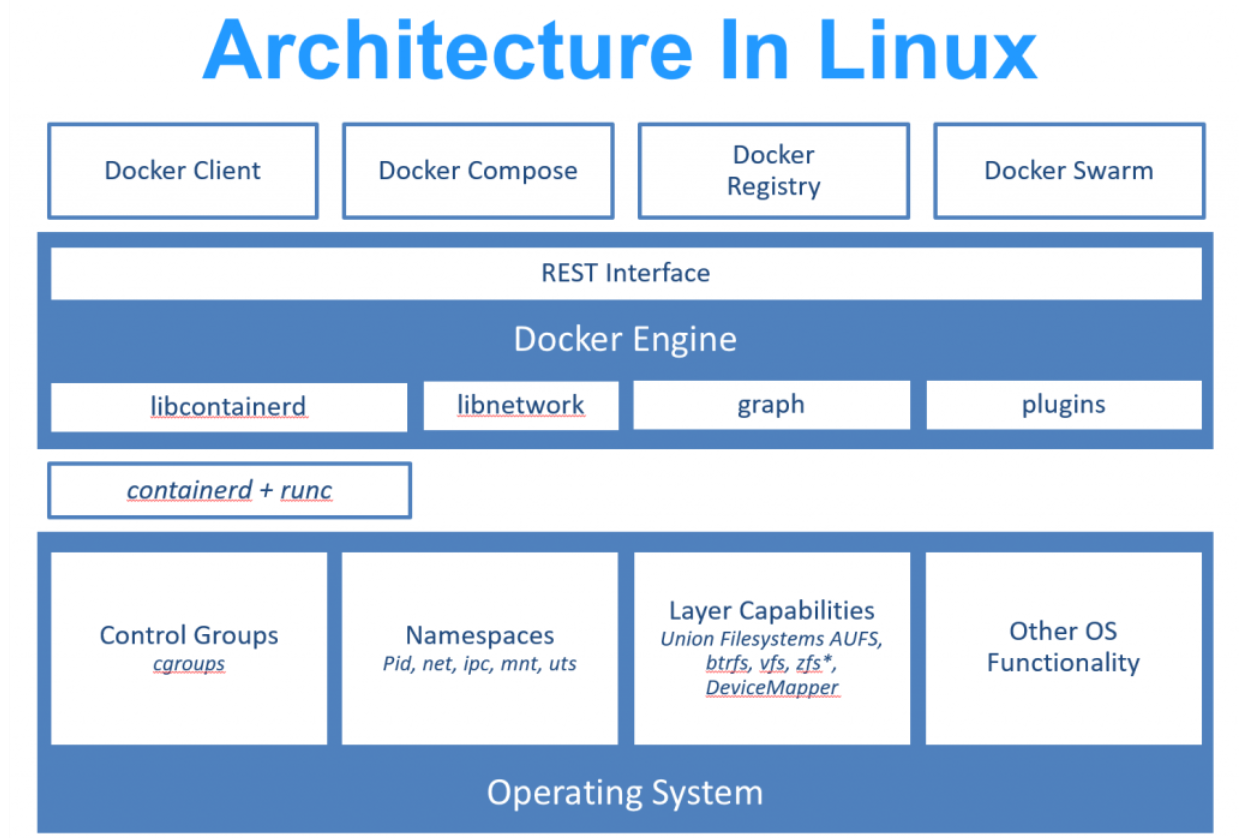 Architecture In Linux
Docker Client
Docker Compose
Docker
Registry
Docker Swarm
REST Interface
Docker Engine
libcontainerd
libnetwork
graph
plugins
containerd + runc
Control Groups
cgroups
Namespaces
Pid, net, ipc, mnt, uts
Layer Capabilities
Union Filesystems AUFS,
btrfs, vfs, zfs*,
DeviceMapper
Other OS
Functionality
Operating System